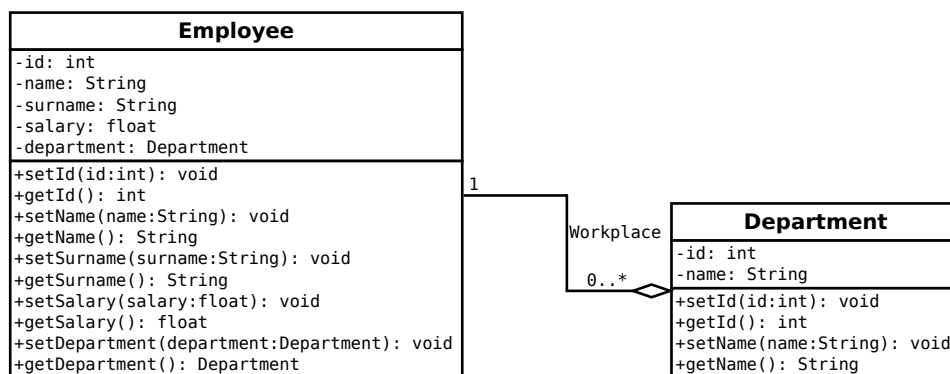 Employee
-id: int
-name: String
-surname: String
-salary: float
-department: Department
+setId(id:int): void
+getId(): int
+setName(name:String): void
+getName(): String
+setSurname(surname:String): void
+getSurname(): String
+setSalary(salary:float): void
+getSalary(): float
+setDepartment(department:Department): void
+getDepartment(): Department
1
Workplace
0..*
Department
-id: int
-name: String
+setId(id:int): void
+getId(): int
+setName(name:String): void
+getName(): String